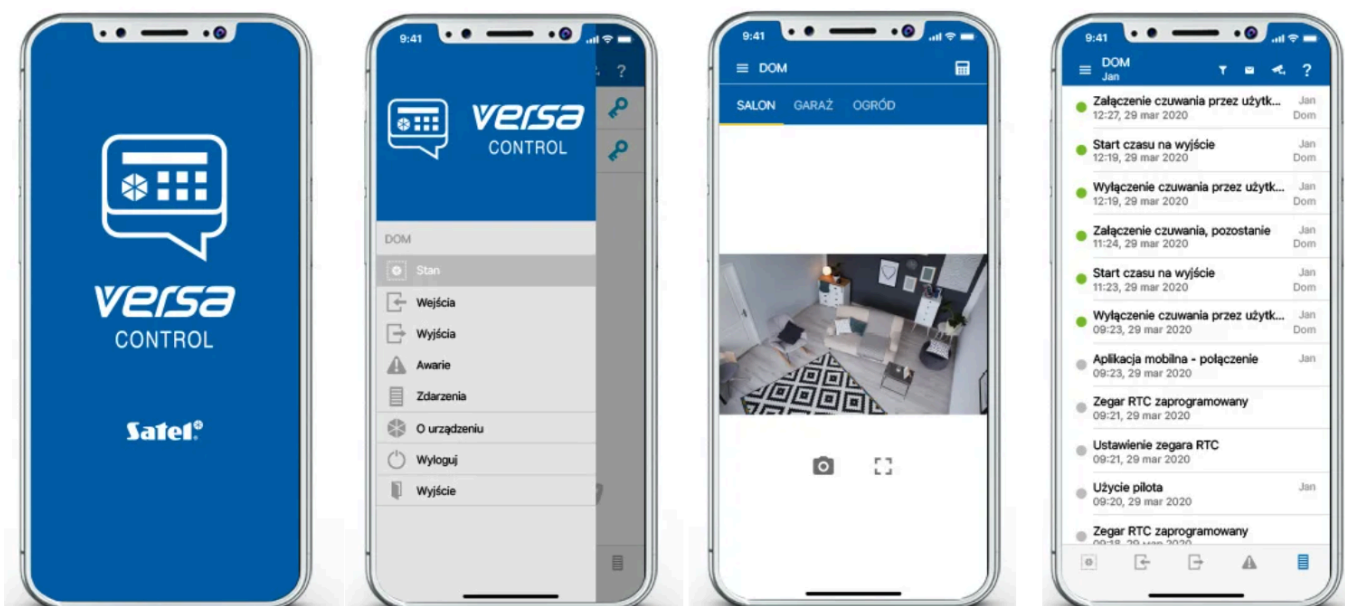 versa
CONTROL
Satel®
9:41
?
versa
CONTROL
DOM
Stan
Wejścia
Wyjścia
Awarie
Zdarzenia
O urządzeniu
Wyloguj
Wyjście
9:41
DOM
SALON GARAŻ OGRÓD
9:41
DOM
Jan
?
Załączenie czuwania przez użytk... Jan
12:27, 29 mar 2020 Dom
Start czasu na wyjście Jan
12:19, 29 mar 2020 Dom
Wyłączenie czuwania przez użytk... Jan
12:19, 29 mar 2020 Dom
Załączenie czuwania, pozostanie Jan
11:24, 29 mar 2020 Dom
Start czasu na wyjście Jan
11:23, 29 mar 2020 Dom
Wyłączenie czuwania przez użytk... Jan
09:23, 29 mar 2020 Dom
Aplikacja mobilna - połączenie Jan
09:23, 29 mar 2020
Zegar RTC zaprogramowany
09:21, 29 mar 2020
Ustawienie zegara RTC
09:21, 29 mar 2020
Użycie pilota Jan
09:20, 29 mar 2020
Zegar RTC zaprogramowany
09:18, 29 mar 2020